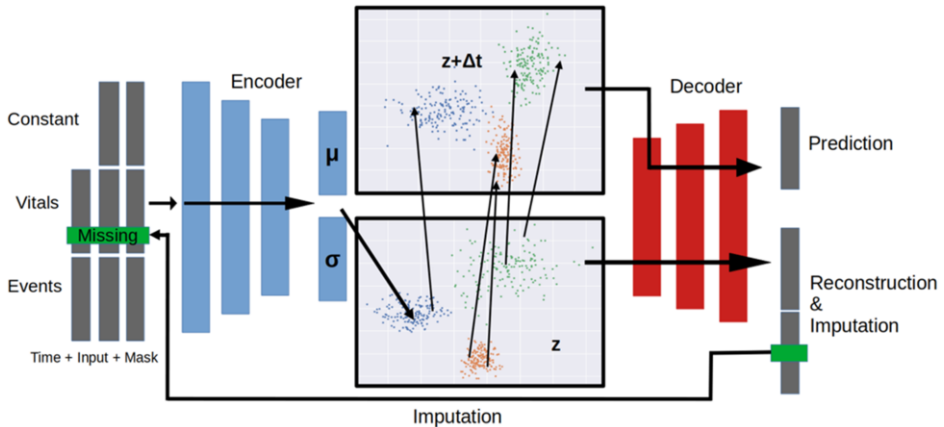 Constant
Vitals
Missing
Events
Time + Input + Mask
Encoder
μ
σ
z+Δt
z
Decoder
Prediction
Reconstruction
&
Imputation
Imputation